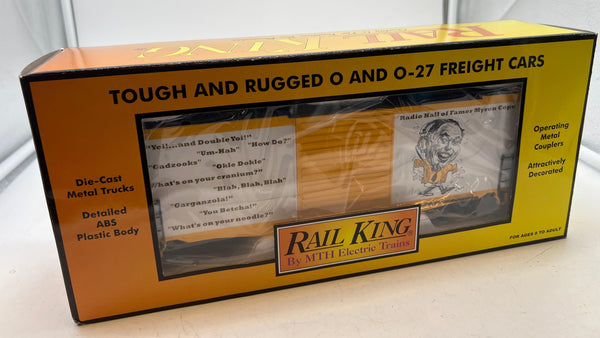 RAIL KING
TOUGH AND RUGGED O AND O-27 FREIGHT CARS
Die-Cast
Metal Trucks
Detailed
ABS
Plastic Body
"Yoi!....and Double Yoi!"
"Um-Hah" "How Do?"
"Gadzooks" "Okle Dokle"
"What's on your cranium?"
"Blah, Blah, Blah"
"Garganzola!"
"You Betcha!"
"What's on your noodle?"
Radio Hall of Famer Myron Cope
Operating
Metal
Couplers
Attractively
Decorated
RAIL KING®
By MTH Electric Trains
FOR AGES 8 TO ADULT